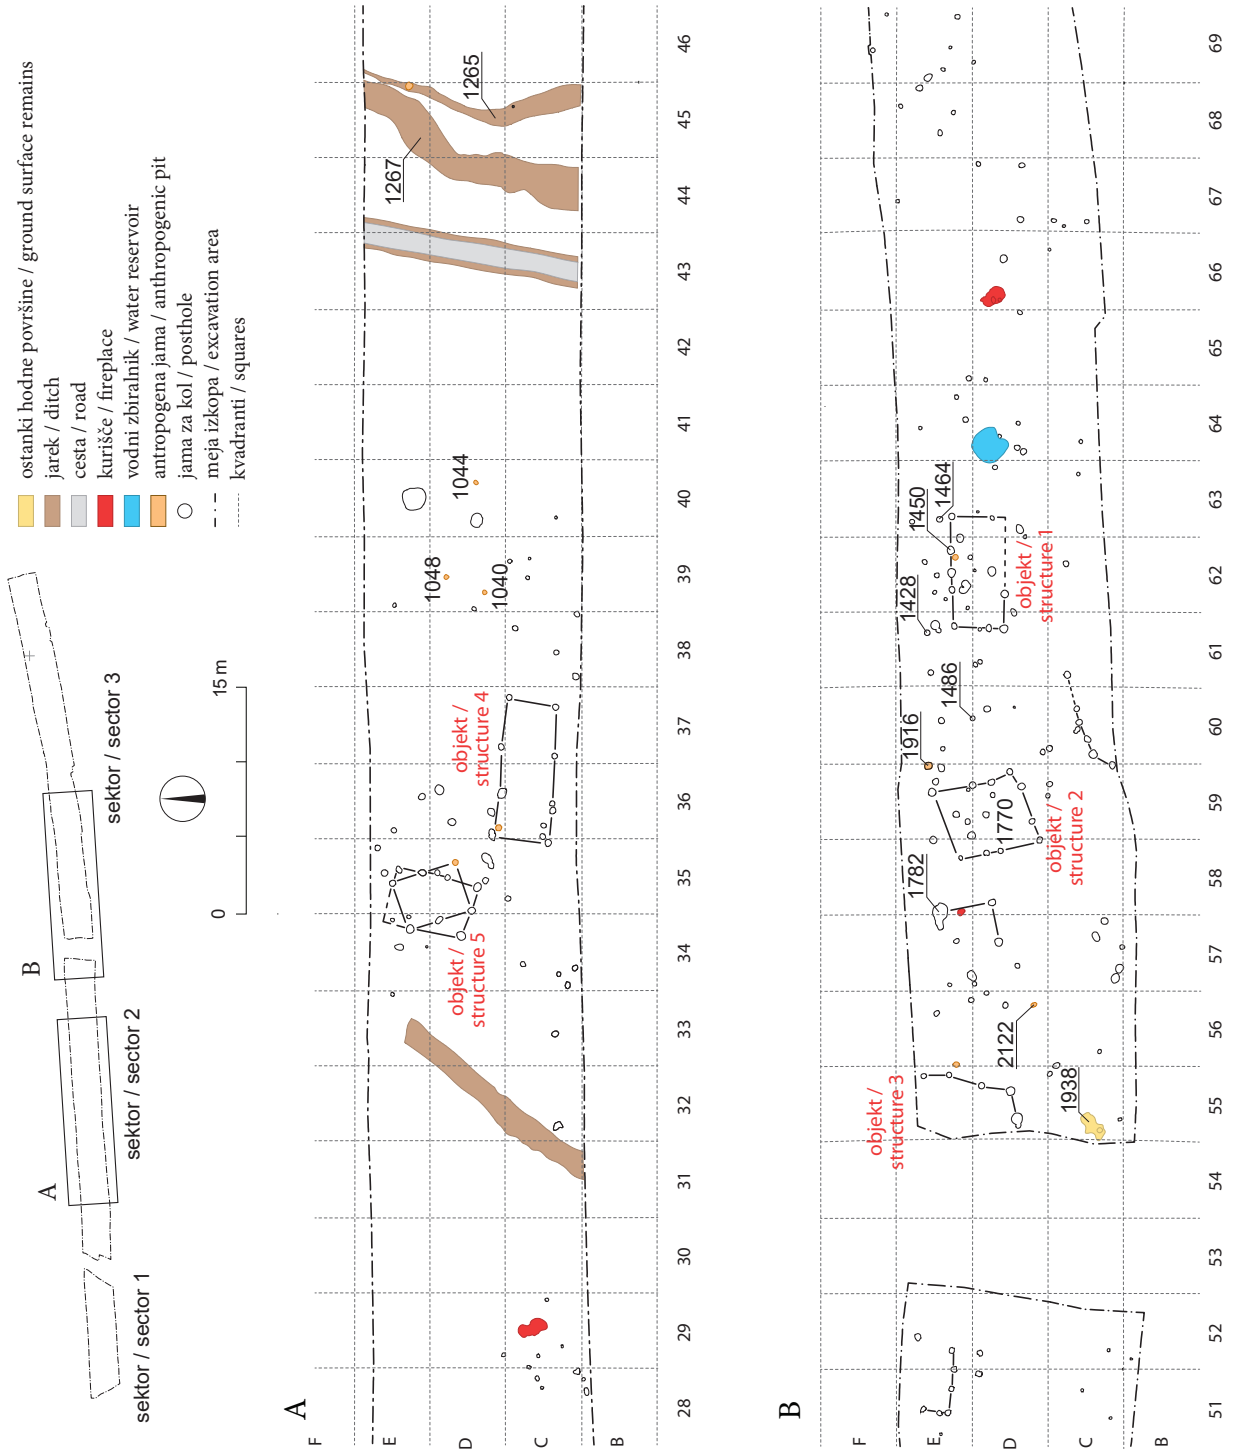 ostanki hodne površine / ground surface remains
jarek / ditch
cesta / road
kurišče / fireplace
vodni zbiralnik / water reservoir
antropogena jama / anthropogenic pit
jama za kol / posthole
meja izkopa / excavation area
kvadranti / squares
sektor / sector 1
sektor / sector 2
sektor / sector 3
A
B
0
15 m
A
F
E
D
C
B
28
29
30
31
32
33
34
35
36
37
38
39
40
41
42
43
44
45
46
objekt /
structure 5
objekt /
structure 4
1048
1040
1044
1267
1265
B
F
E
D
C
B
51
52
53
54
55
56
57
58
59
60
61
62
63
64
65
66
67
68
69
objekt /
structure 3
1938
2122
1782
1770
objekt /
structure 2
1916
1486
1428
1450
1464
objekt /
structure 1